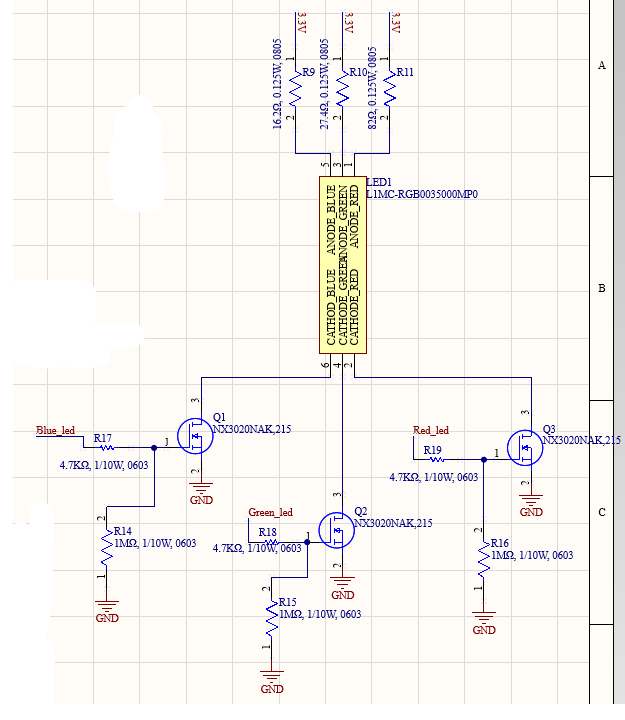 3.3V
3.3V
3.3V
A
1
1
1
16.2Ω, 0.125W, 0805
R9
27.4Ω, 0.125W, 0805
R10
82Ω, 0.125W, 0805
R11
2
2
2
5
3
1
LED1
L1MC-RGB0035000MP0
ANODE_BLUE
ANODE_GREEN
ANODE_RED
B
CATHOD_BLUE
CATHODE_GREEN
CATHODE_RED
6
4
2
3
Q1
NX3020NAK,215
Blue_led
R17
1
4.7KΩ, 1/10W, 0603
2
GND
3
Q3
NX3020NAK,215
Red_led
R19
1
4.7KΩ, 1/10W, 0603
2
GND
C
3
Q2
NX3020NAK,215
Green_led
R18
1
4.7KΩ, 1/10W, 0603
2
GND
2
R14
1MΩ, 1/10W, 0603
1
GND
2
R16
1MΩ, 1/10W, 0603
1
GND
2
R15
1MΩ, 1/10W, 0603
1
GND